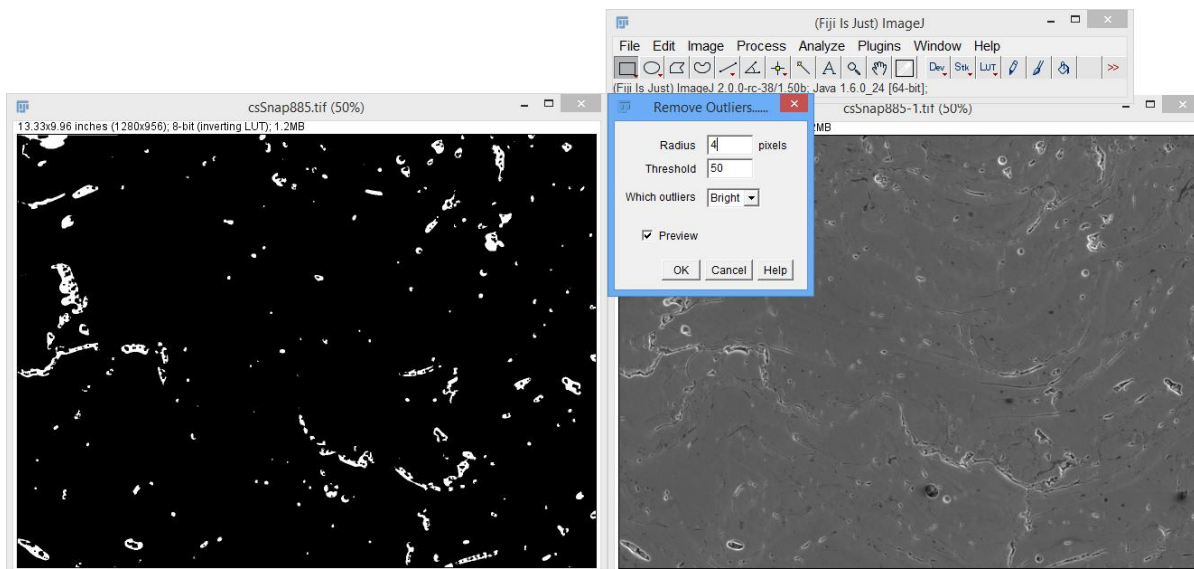 (Fiji Is Just) ImageJ
File Edit Image Process Analyze Plugins Window Help
Dev Stk LUT >>
(Fiji Is Just) ImageJ 2.0.0-rc-38/1.50b; Java 1.6.0_24 [64-bit];
csSnap885.tif (50%)
13.33x9.96 inches (1280x956); 8-bit (inverting LUT); 1.2MB
Remove Outliers......
Radius 4 pixels
Threshold 50
Which outliers Bright
Preview
OK Cancel Help
csSnap885-1.tif (50%)
2MB